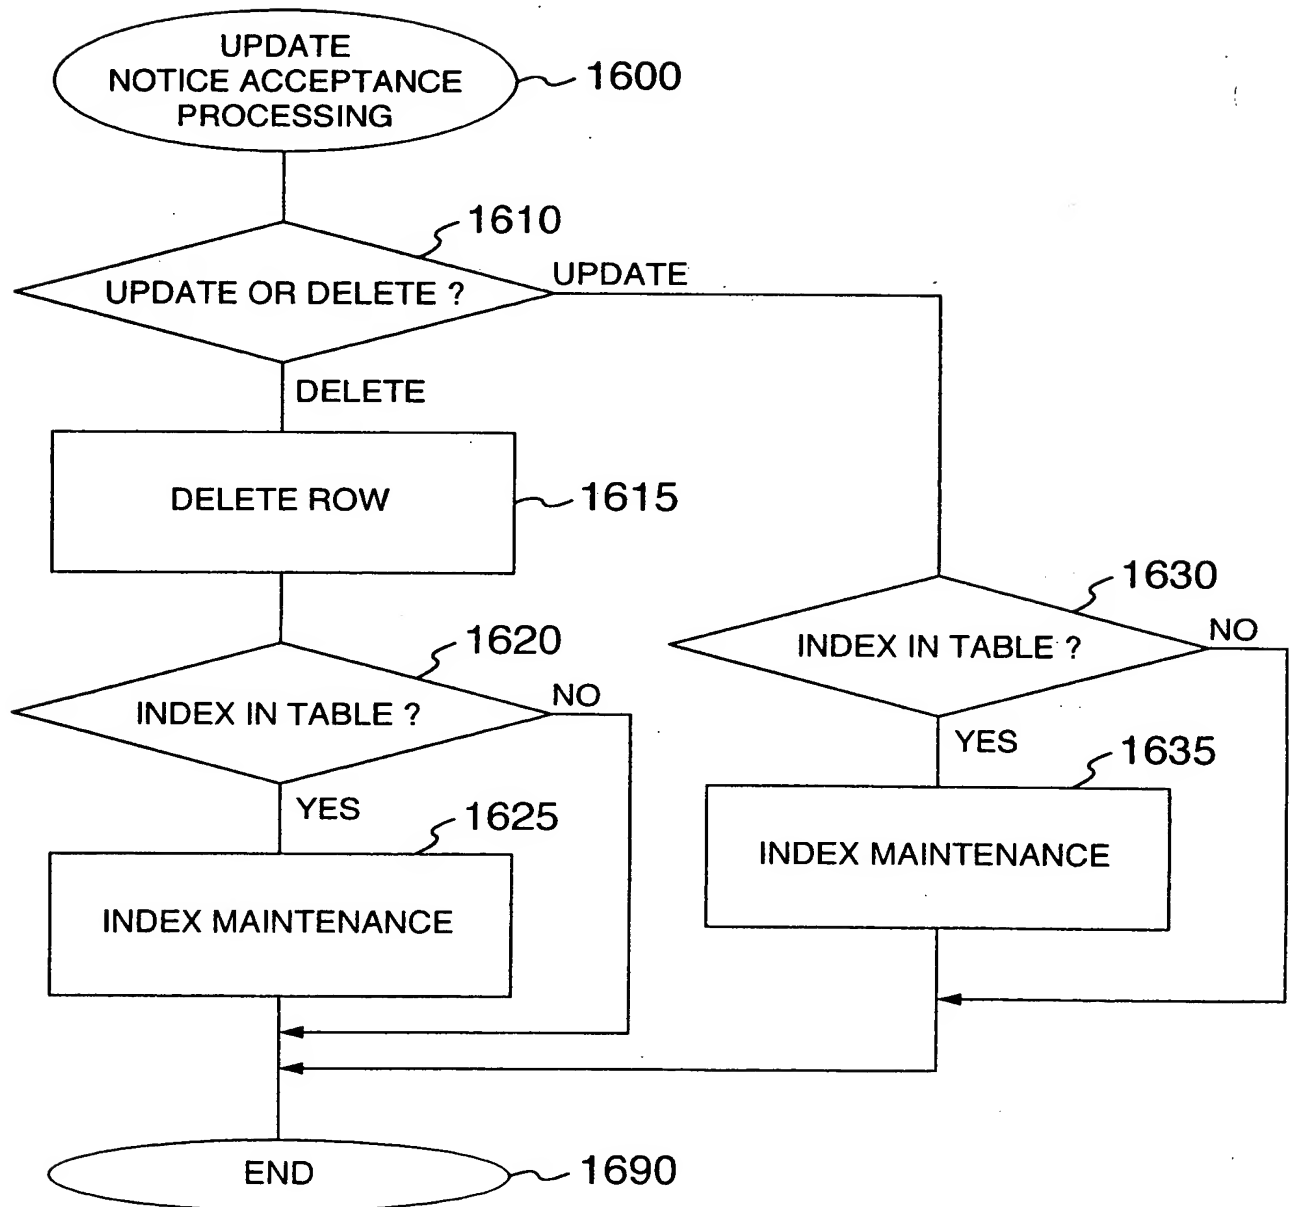 UPDATE
NOTICE ACCEPTANCE
PROCESSING
1600
1610
UPDATE OR DELETE ?
UPDATE
DELETE
DELETE ROW
1615
1620
INDEX IN TABLE ?
NO
YES
1625
INDEX MAINTENANCE
1630
INDEX IN TABLE ?
NO
YES
1635
INDEX MAINTENANCE
END
1690